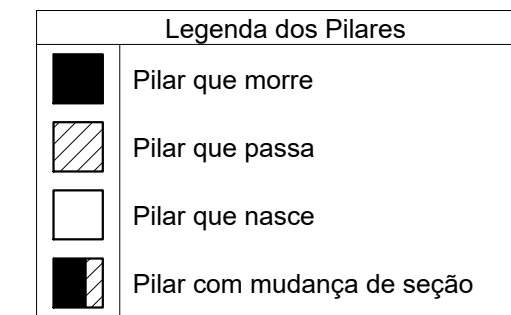 Legenda dos Pilares
Pilar que morre
Pilar que passa
Pilar que nasce
Pilar com mudança de seção